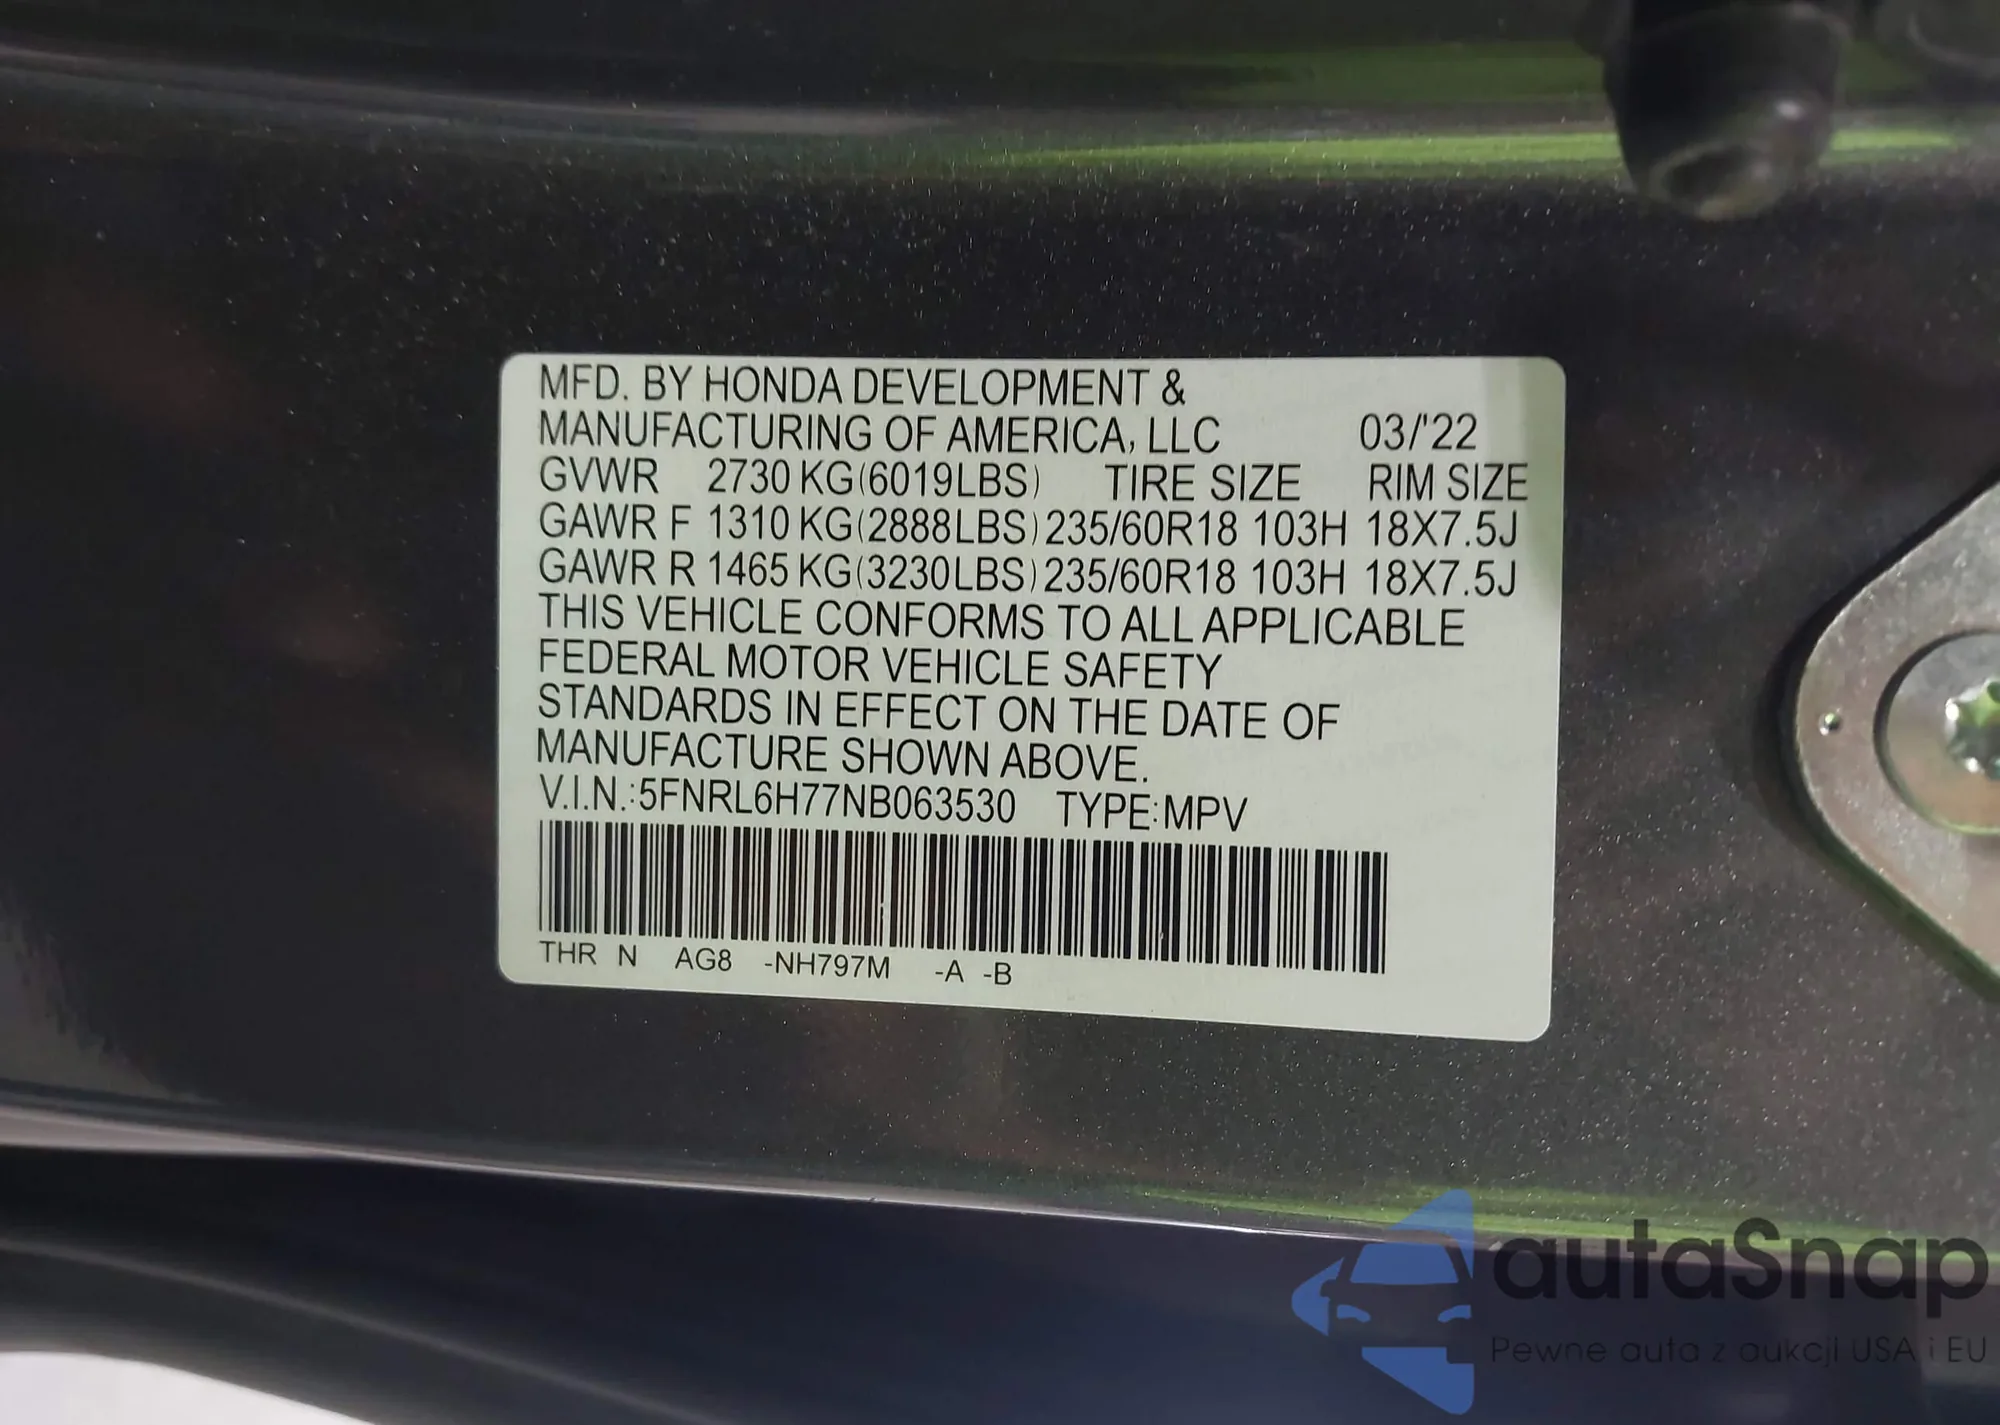 MFD. BY HONDA DEVELOPMENT &
MANUFACTURING OF AMERICA, LLC 03/'22
GVWR 2730 KG(6019LBS) TIRE SIZE RIM SIZE
GAWR F 1310 KG(2888LBS) 235/60R18 103H 18X7.5J
GAWR R 1465 KG(3230LBS) 235/60R18 103H 18X7.5J
THIS VEHICLE CONFORMS TO ALL APPLICABLE
FEDERAL MOTOR VEHICLE SAFETY
STANDARDS IN EFFECT ON THE DATE OF
MANUFACTURE SHOWN ABOVE.
V.I.N.:5FNRL6H77NB063530 TYPE:MPV
THR N AG8 -NH797M -A -B
autaSnap
Pewne auta z aukcji USA i EU